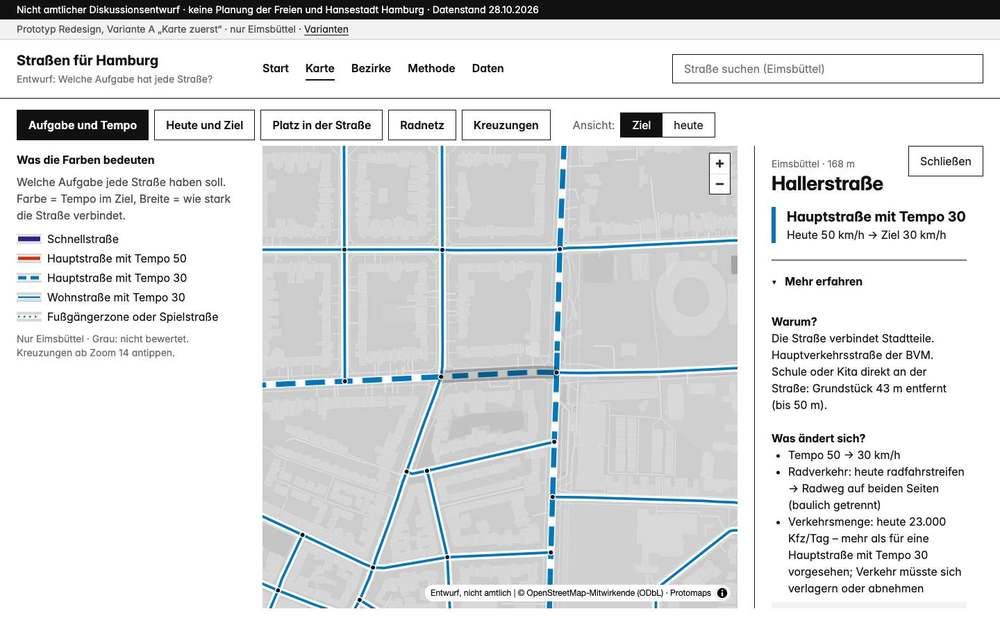 Nicht amtlicher Diskussionsentwurf · keine Planung der Freien und Hansestadt Hamburg · Datenstand 28.10.2026
Prototyp Redesign, Variante A „Karte zuerst“ · nur Eimsbüttel · Varianten
Straßen für Hamburg
Entwurf: Welche Aufgabe hat jede Straße?
Start Karte Bezirke Methode Daten
Straße suchen (Eimsbüttel)
Aufgabe und Tempo Heute und Ziel Platz in der Straße Radnetz Kreuzungen Ansicht: Ziel heute
Was die Farben bedeuten
Welche Aufgabe jede Straße haben soll.
Farbe = Tempo im Ziel, Breite = wie stark
die Straße verbindet.
Schnellstraße
Hauptstraße mit Tempo 50
Hauptstraße mit Tempo 30
Wohnstraße mit Tempo 30
Fußgängerzone oder Spielstraße
Nur Eimsbüttel · Grau: nicht bewertet.
Kreuzungen ab Zoom 14 antippen.
+
−
Entwurf, nicht amtlich | © OpenStreetMap-Mitwirkende (ODbL) · Protomaps
Eimsbüttel · 168 m
Schließen
Hallerstraße
Hauptstraße mit Tempo 30
Heute 50 km/h → Ziel 30 km/h
▾ Mehr erfahren
Warum?
Die Straße verbindet Stadtteile.
Hauptverkehrsstraße der BVM.
Schule oder Kita direkt an der
Straße: Grundstück 43 m entfernt
(bis 50 m).
Was ändert sich?
• Tempo 50 → 30 km/h
• Radverkehr: heute radfahrstreifen
→ Radweg auf beiden Seiten
(baulich getrennt)
• Verkehrsmenge: heute 23.000
Kfz/Tag – mehr als für eine
Hauptstraße mit Tempo 30
vorgesehen; Verkehr müsste sich
verlagern oder abnehmen